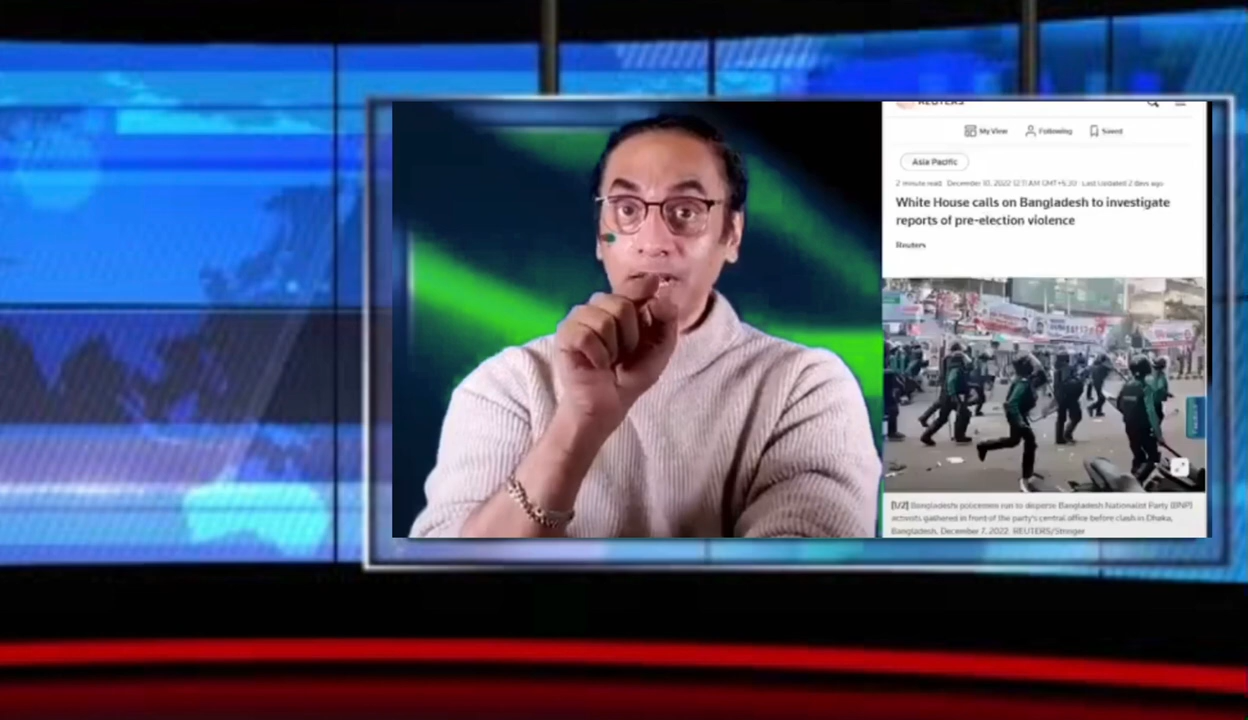 REUTERS
My View Following Saved
Asia Pacific
2 minute read December 10, 2022 12:11 AM GMT+5:30 Last Updated 2 days ago
White House calls on Bangladesh to investigate
reports of pre-election violence
Reuters
[1/2] Bangladeshi policemen run to disperse Bangladesh Nationalist Party (BNP)
activists gathered in front of the party's central office before clash in Dhaka,
Bangladesh, December 7, 2022. REUTERS/Stringer